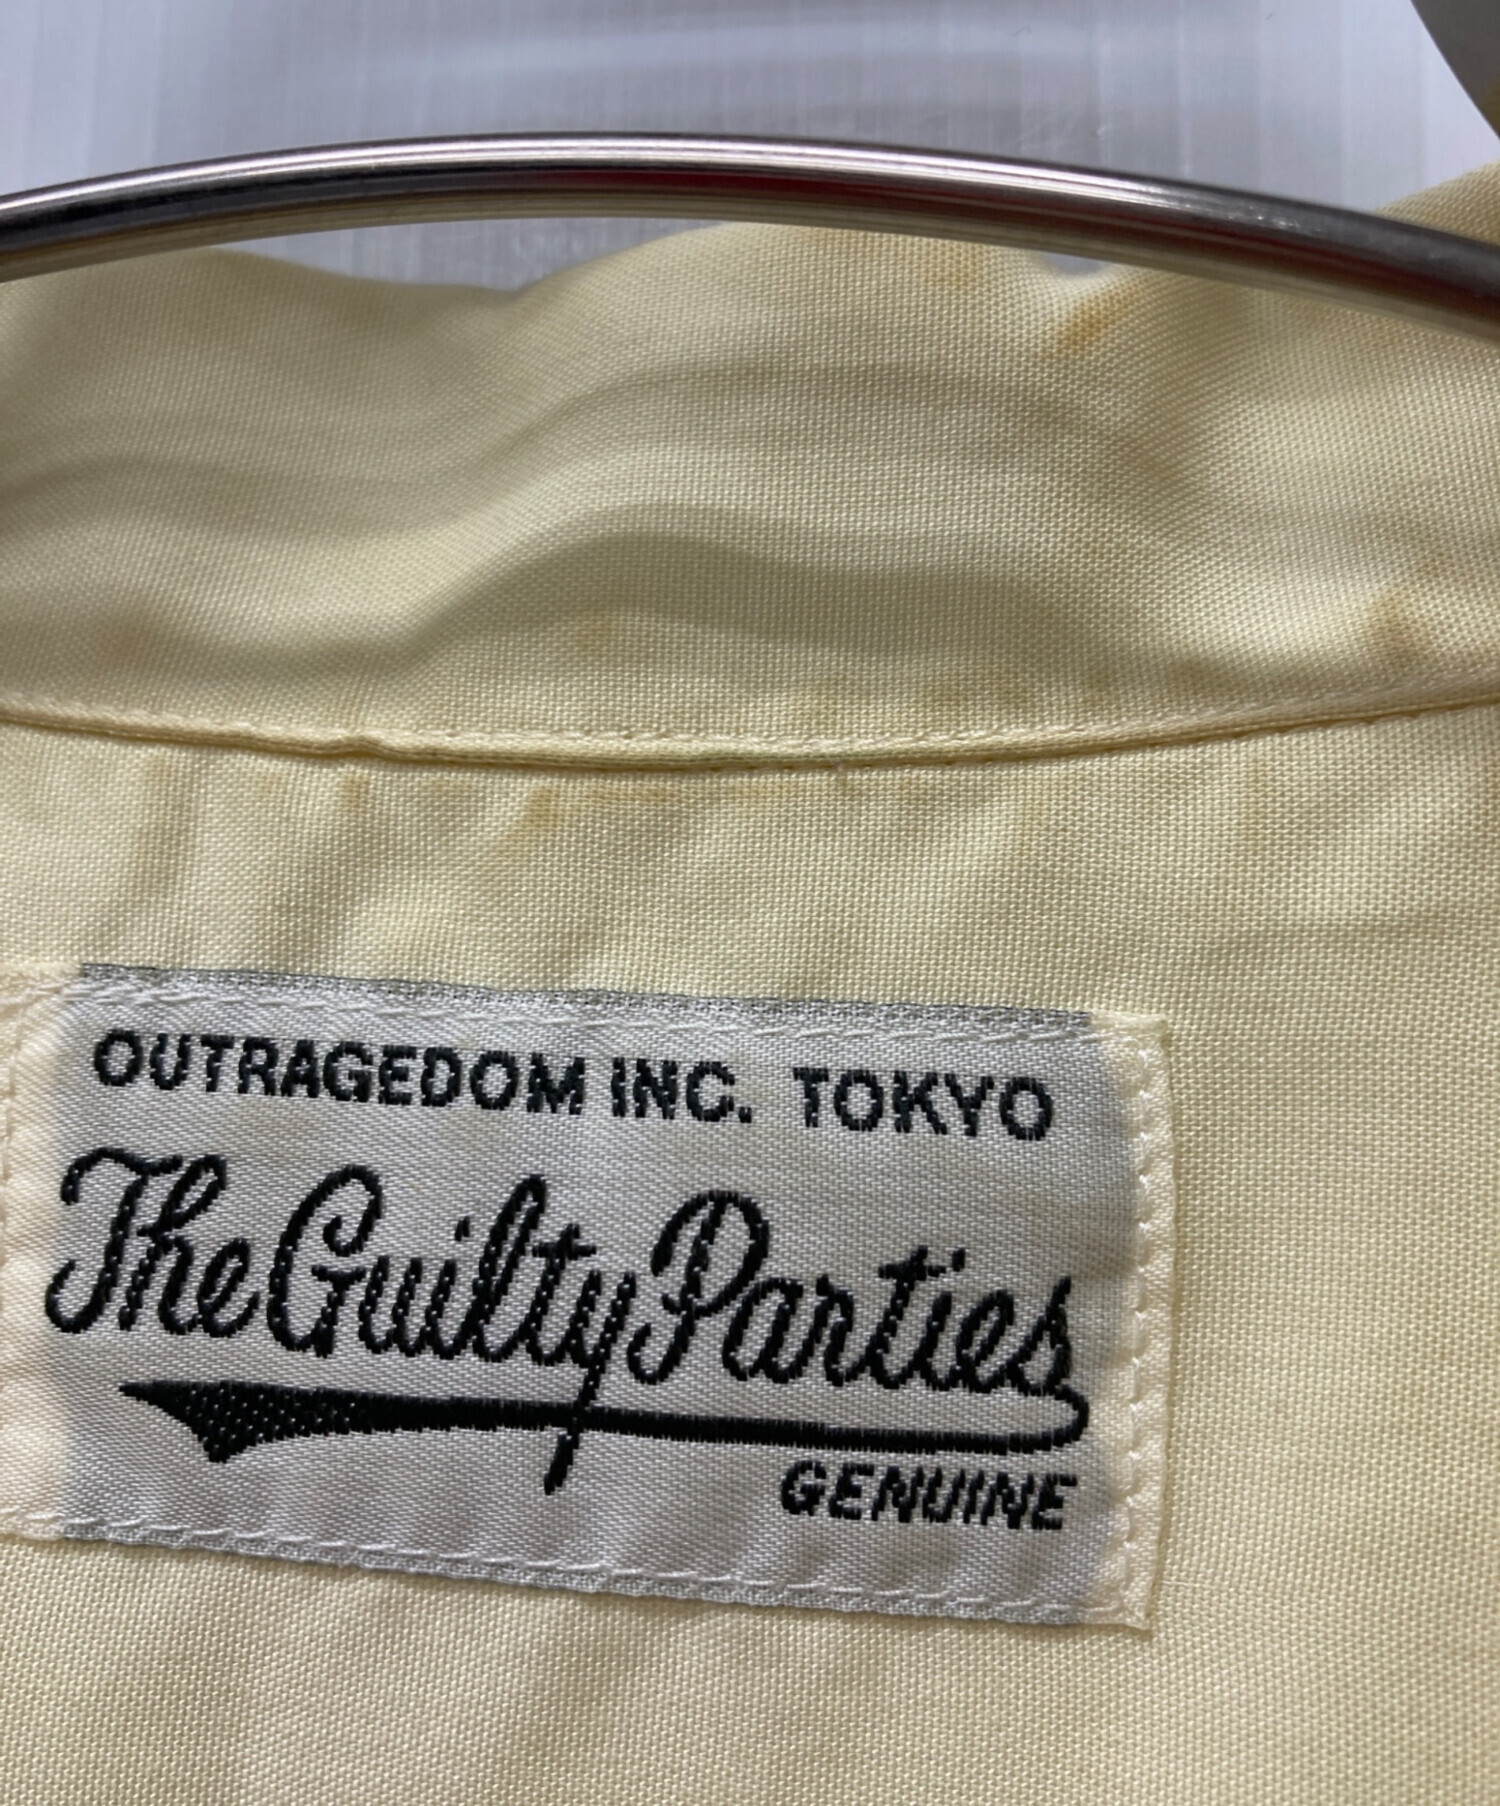 OUTRAGEDOM INC. TOKYO
The Guilty Parties
GENUINE